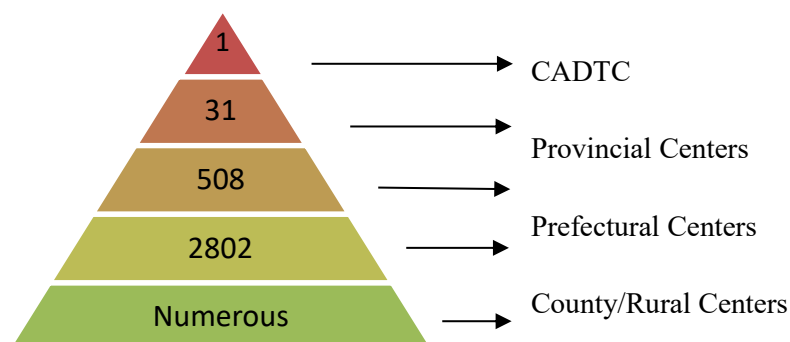 1
CADTC
31
Provincial Centers
508
Prefectural Centers
2802
County/Rural Centers
Numerous